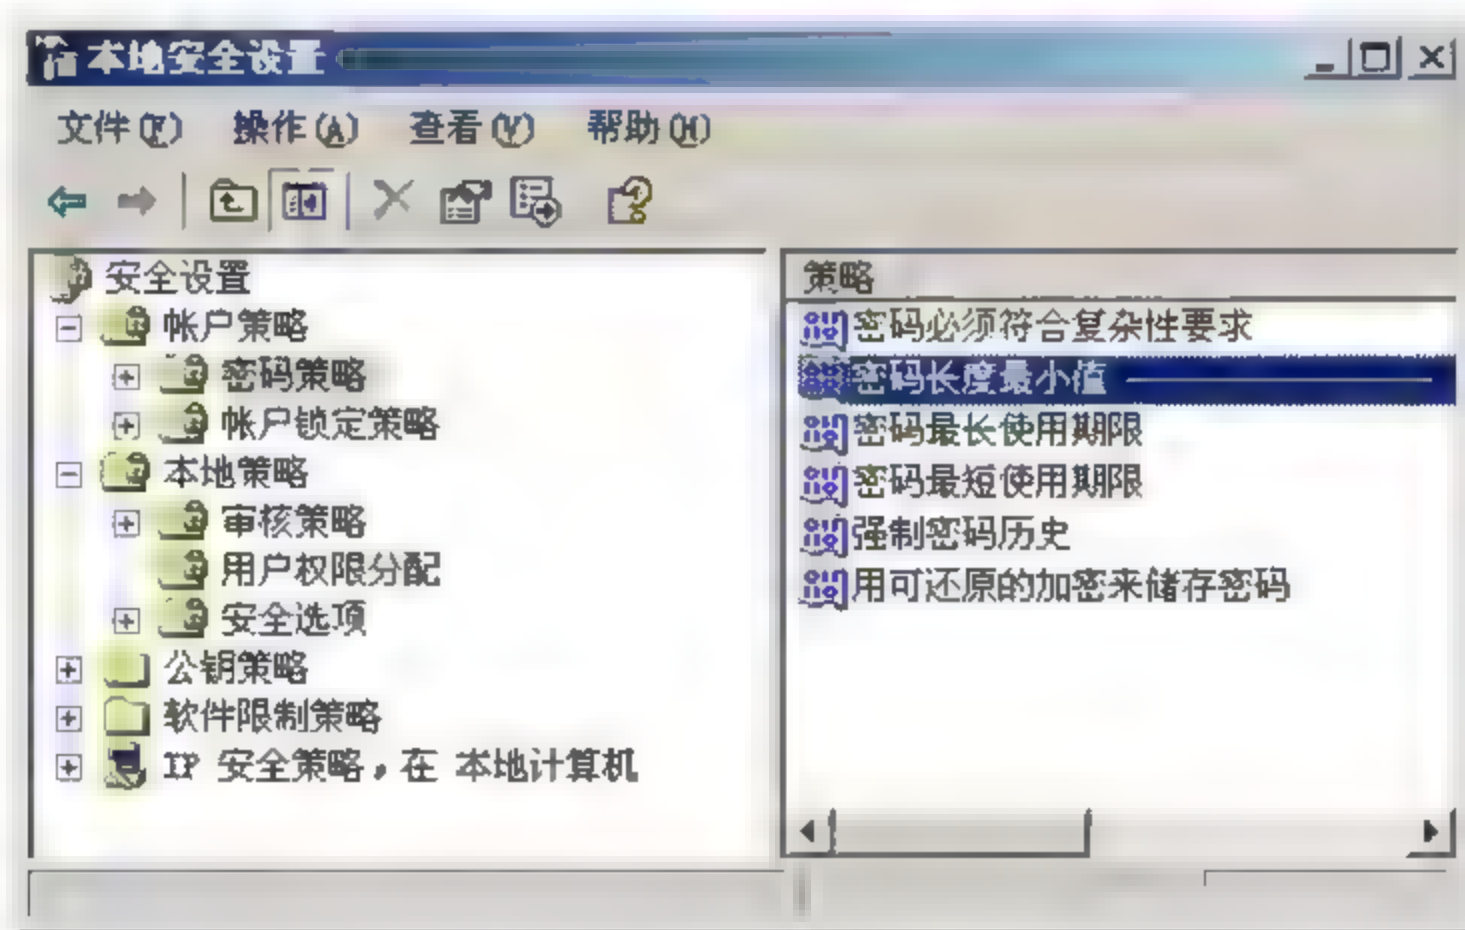 本地安全设置
文件(F) 操作(A) 查看(V) 帮助(H)
安全设置
帐户策略
密码策略
帐户锁定策略
本地策略
审核策略
用户权限分配
安全选项
公钥策略
软件限制策略
IP 安全策略，在 本地计算机
策略
密码必须符合复杂性要求
密码长度最小值
密码最长使用期限
密码最短使用期限
强制密码历史
用可还原的加密来储存密码